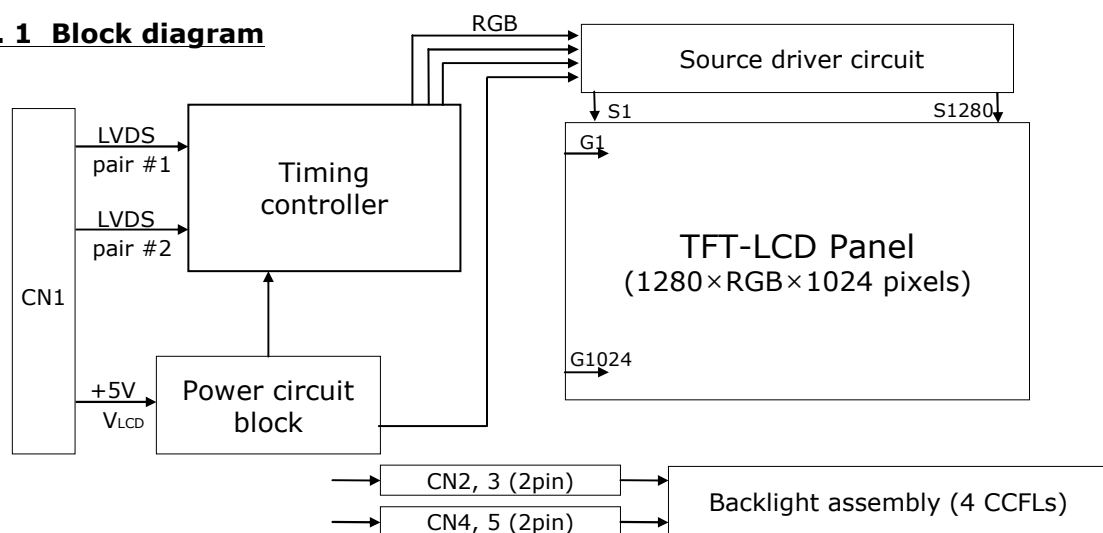 . 1 Block diagram
RGB
Source driver circuit
S1
S1280
LVDS
pair #1
Timing
controller
G1
LVDS
pair #2
TFT-LCD Panel
(1280×RGB×1024 pixels)
CN1
G1024
+5V
VLCD
Power circuit
block
CN2, 3 (2pin)
CN4, 5 (2pin)
Backlight assembly (4 CCFLs)